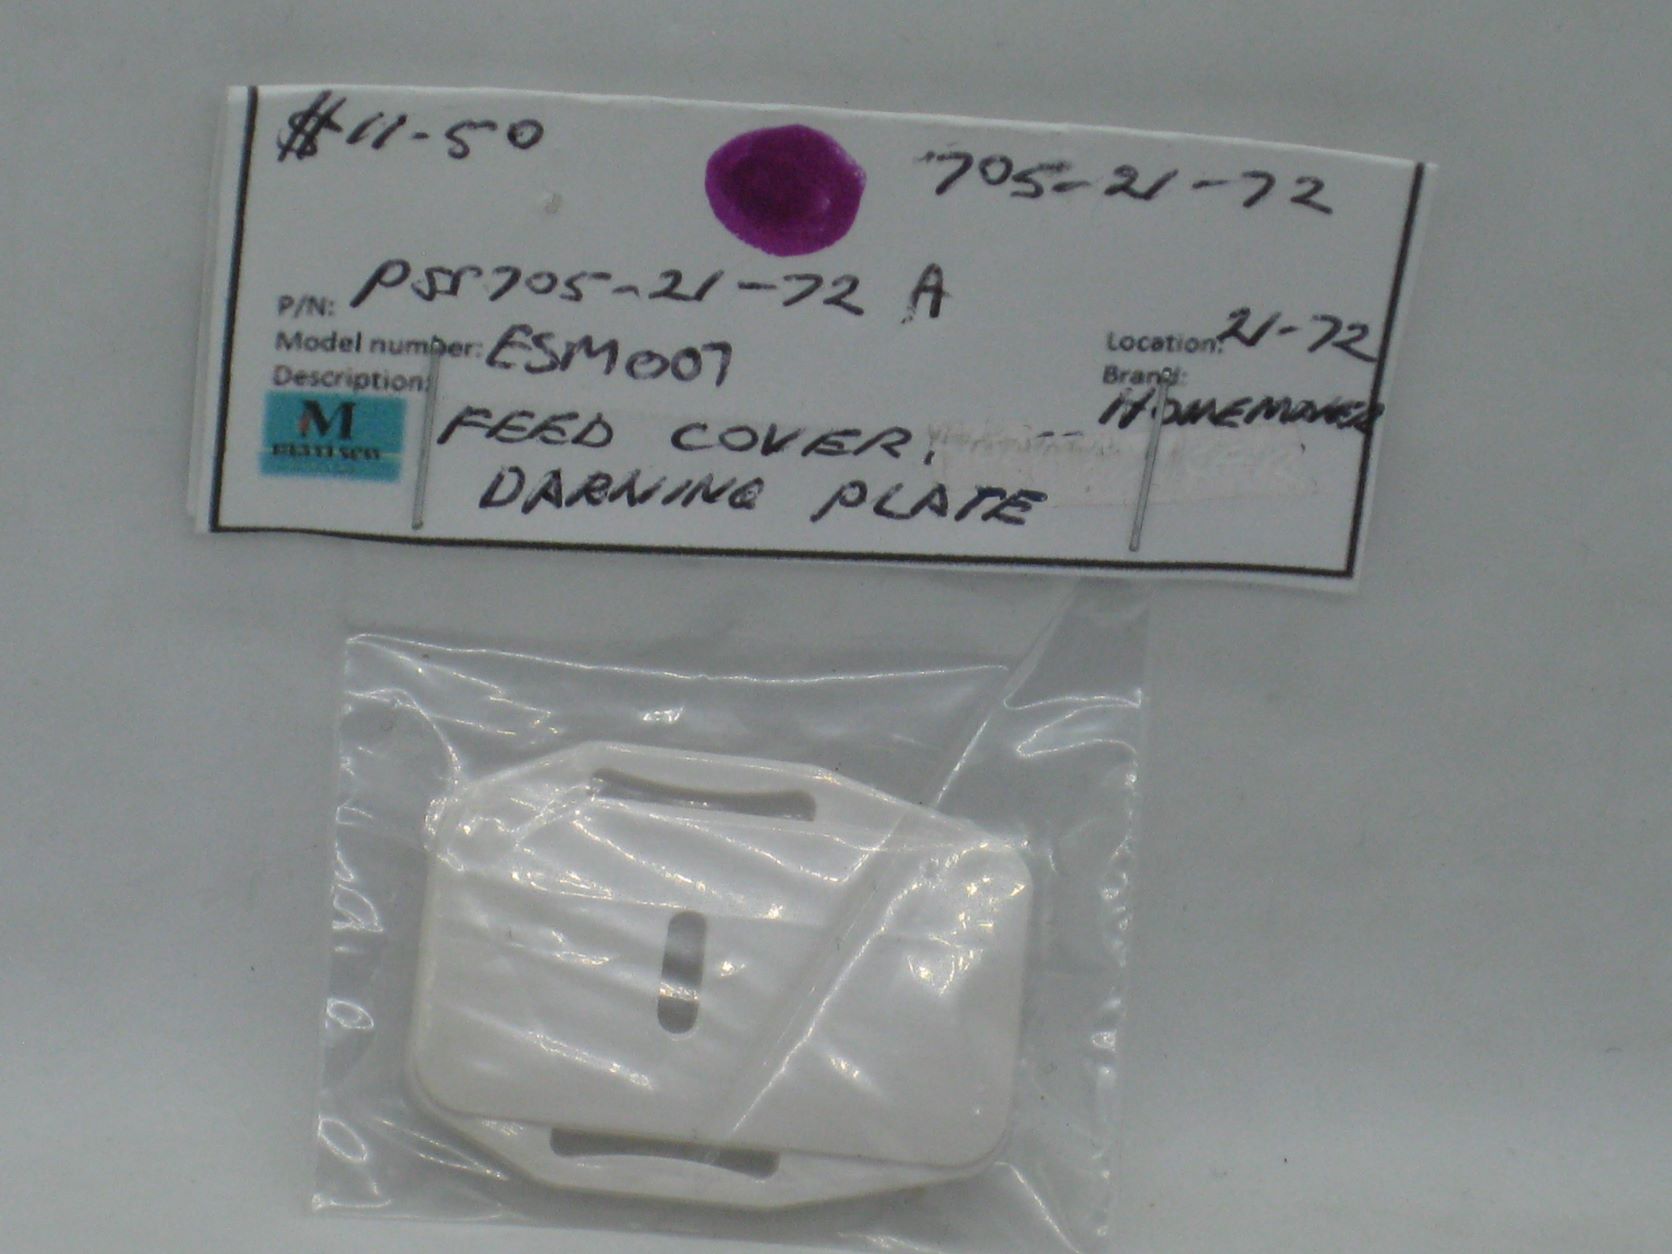 $11-50
705-21-72
P/N: PSS705-21-72 A
Model number: ESM007
Location: 21-72
Description:
Brand:
HOMEMAKER
M
FEED COVER,
DARNING PLATE